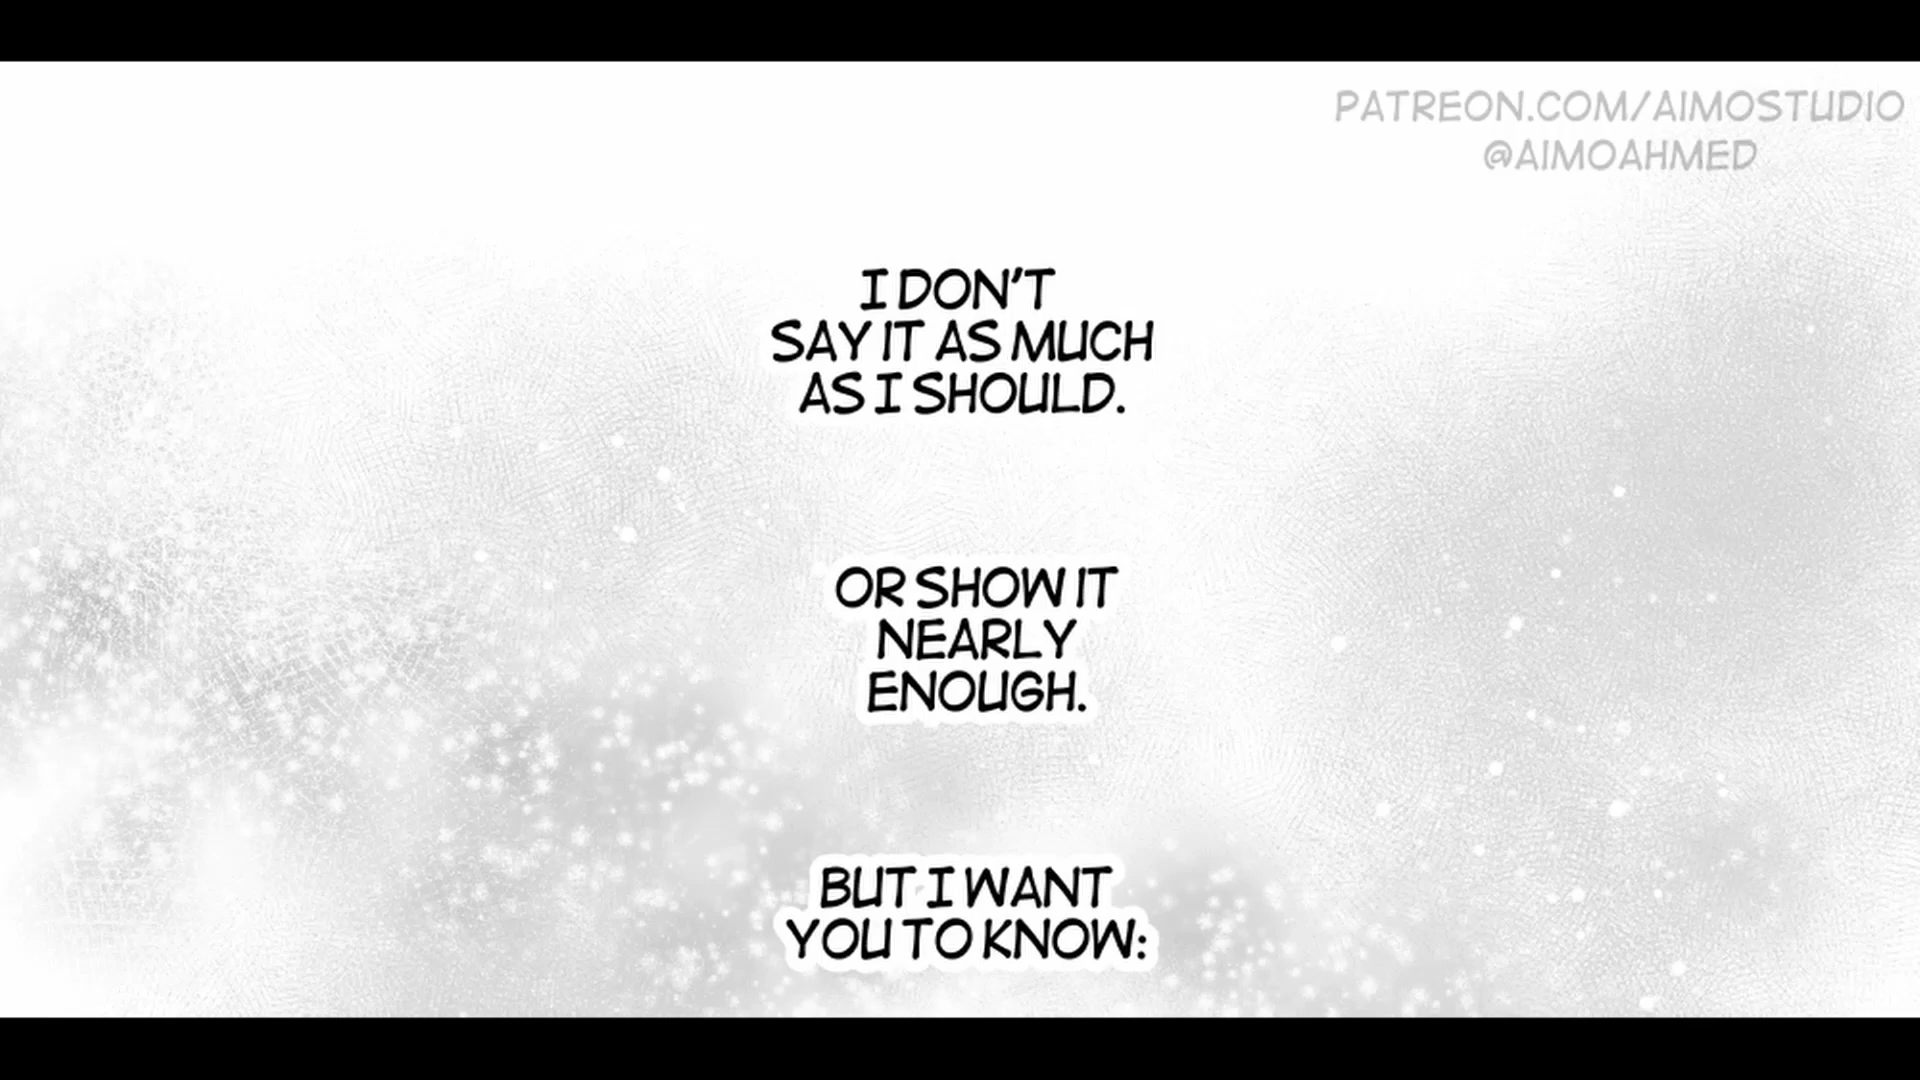 PATREON.COM/AIMOSTUDIO
@AIMOAHMED
I DON'T
SAY IT AS MUCH
AS I SHOULD.
OR SHOW IT
NEARLY
ENOUGH.
BUT I WANT
YOU TO KNOW: